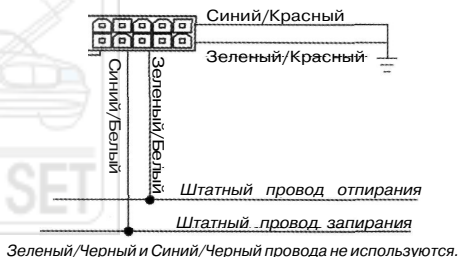 Синий/Красный
Зеленый/Красный
Синий/Белый
Зеленый/Белый
SET
Штатный провод отпирания
Штатный провод запирания
Зеленый/Черный и Синий/Черный провода не используются.